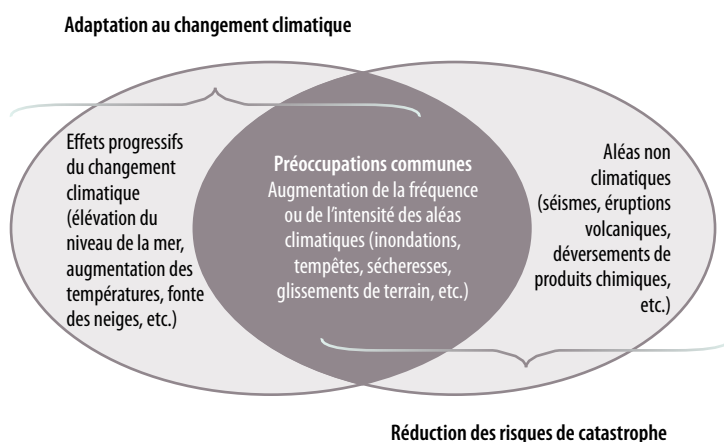 Adaptation au changement climatique
Effets progressifs
du changement
climatique
(élévation du
niveau de la mer,
augmentation des
températures, fonte
des neiges, etc.)
Préoccupations communes
Augmentation de la fréquence
ou de l'intensité des aléas
climatiques (inondations,
tempêtes, sécheresses,
glissements de terrain, etc.)
Aléas non
climatiques
(séismes, éruptions
volcaniques,
déversements de
produits chimiques,
etc.)
Réduction des risques de catastrophe